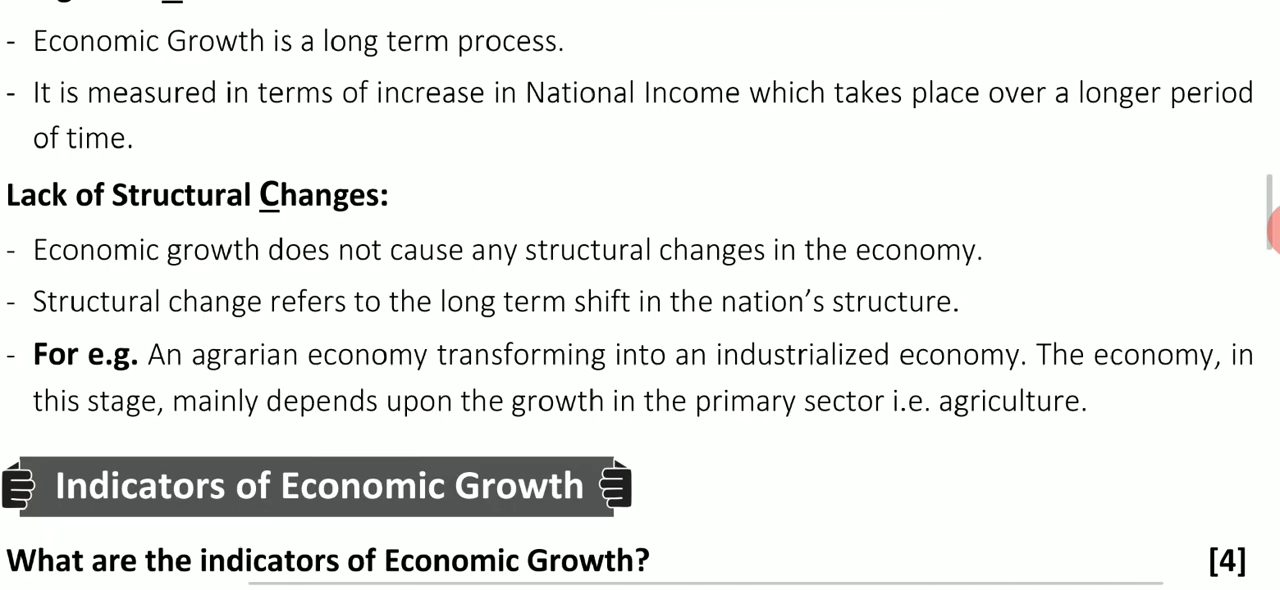 - Economic Growth is a long term process.
- It is measured in terms of increase in National Income which takes place over a longer period
of time.
Lack of Structural Changes:
- Economic growth does not cause any structural changes in the economy.
- Structural change refers to the long term shift in the nation’s structure.
- For e.g. An agrarian economy transforming into an industrialized economy. The economy, in
this stage, mainly depends upon the growth in the primary sector i.e. agriculture.
Indicators of Economic Growth
What are the indicators of Economic Growth? [4]